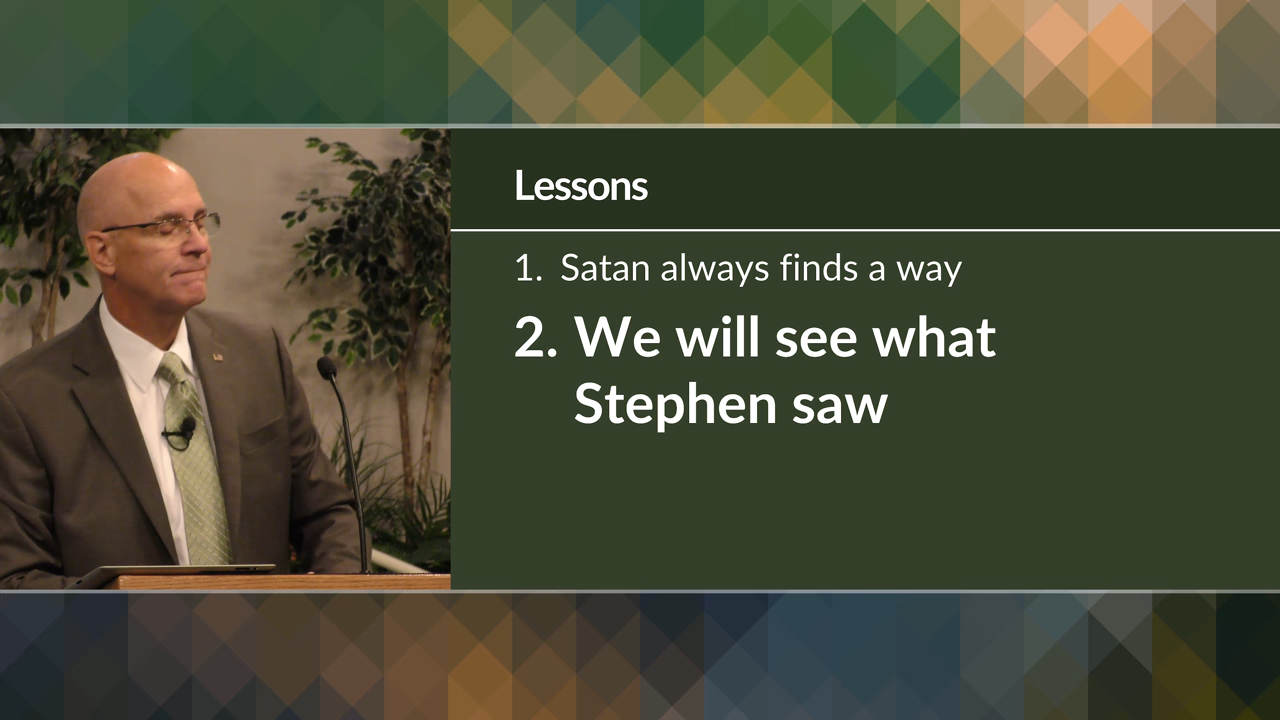 Lessons
1. Satan always finds a way
2. We will see what
Stephen saw